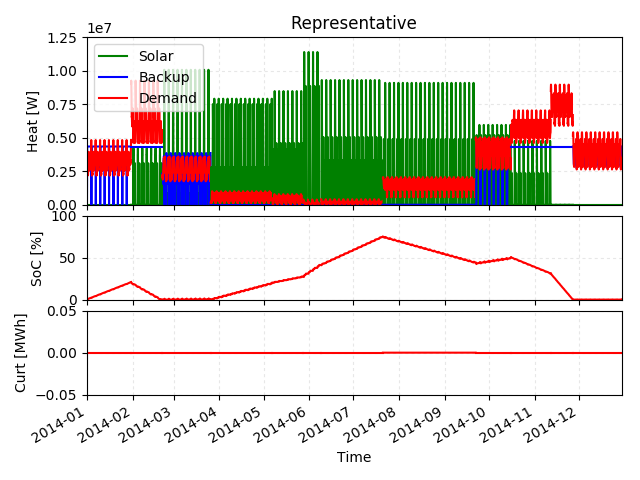 Representative
1e7
Heat [W]
1.25
1.00
0.75
0.50
0.25
0.00
Solar
Backup
Demand
SoC [%]
100
50
0
Curt [MWh]
0.05
0.00
−0.05
2014-01
2014-02
2014-03
2014-04
2014-05
2014-06
2014-07
2014-08
2014-09
2014-10
2014-11
2014-12
Time